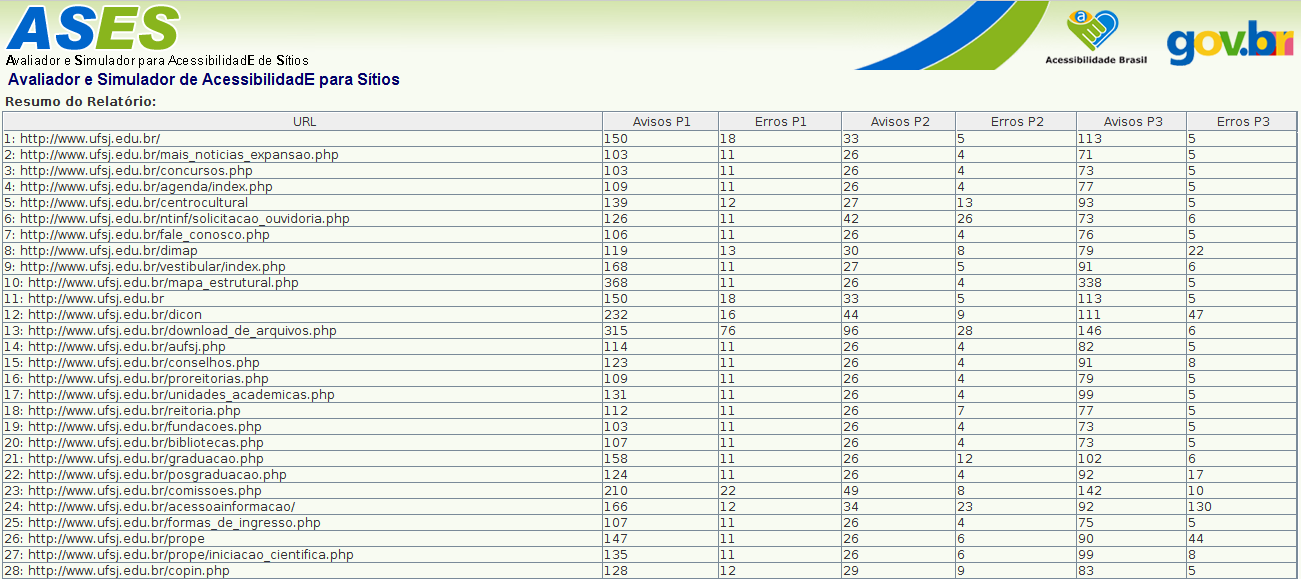 ASES
Avaliador e Simulador para AcessibilidadE de Sítios
Acessibilidade Brasil
gov.br
Avaliador e Simulador de AcessibilidadE para Sítios
Resumo do Relatório:
URL Avisos P1 Erros P1 Avisos P2 Erros P2 Avisos P3 Erros P3
1: http://www.ufsj.edu.br/ 150 18 33 5 113 5
2: http://www.ufsj.edu.br/mais_noticias_expansao.php 103 11 26 4 71 5
3: http://www.ufsj.edu.br/concursos.php 103 11 26 4 73 5
4: http://www.ufsj.edu.br/agenda/index.php 109 11 26 4 77 5
5: http://www.ufsj.edu.br/centrocultural 139 12 27 13 93 5
6: http://www.ufsj.edu.br/ntinf/solicitacao_ouvidoria.php 126 11 42 26 73 6
7: http://www.ufsj.edu.br/fale_conosco.php 106 11 26 4 76 5
8: http://www.ufsj.edu.br/dimap 119 13 30 8 79 22
9: http://www.ufsj.edu.br/vestibular/index.php 168 11 27 5 91 6
10: http://www.ufsj.edu.br/mapa_estrutural.php 368 11 26 4 338 5
11: http://www.ufsj.edu.br 150 18 33 5 113 5
12: http://www.ufsj.edu.br/dicon 232 16 44 9 111 47
13: http://www.ufsj.edu.br/download_de_arquivos.php 315 76 96 28 146 6
14: http://www.ufsj.edu.br/aufsj.php 114 11 26 4 82 5
15: http://www.ufsj.edu.br/conselhos.php 123 11 26 4 91 8
16: http://www.ufsj.edu.br/proreitorias.php 109 11 26 4 79 5
17: http://www.ufsj.edu.br/unidades_academicas.php 131 11 26 4 99 5
18: http://www.ufsj.edu.br/reitoria.php 112 11 26 7 77 5
19: http://www.ufsj.edu.br/fundacoes.php 103 11 26 4 73 5
20: http://www.ufsj.edu.br/bibliotecas.php 107 11 26 4 73 5
21: http://www.ufsj.edu.br/graduacao.php 158 11 26 12 102 6
22: http://www.ufsj.edu.br/posgraduacao.php 124 11 26 4 92 17
23: http://www.ufsj.edu.br/comissoes.php 210 22 49 8 142 10
24: http://www.ufsj.edu.br/acessoainformacao/ 166 12 34 23 92 130
25: http://www.ufsj.edu.br/formas_de_ingresso.php 107 11 26 4 75 5
26: http://www.ufsj.edu.br/prope 147 11 26 6 90 44
27: http://www.ufsj.edu.br/prope/iniciacao_cientifica.php 135 11 26 6 99 8
28: http://www.ufsj.edu.br/copin.php 128 12 29 9 83 5